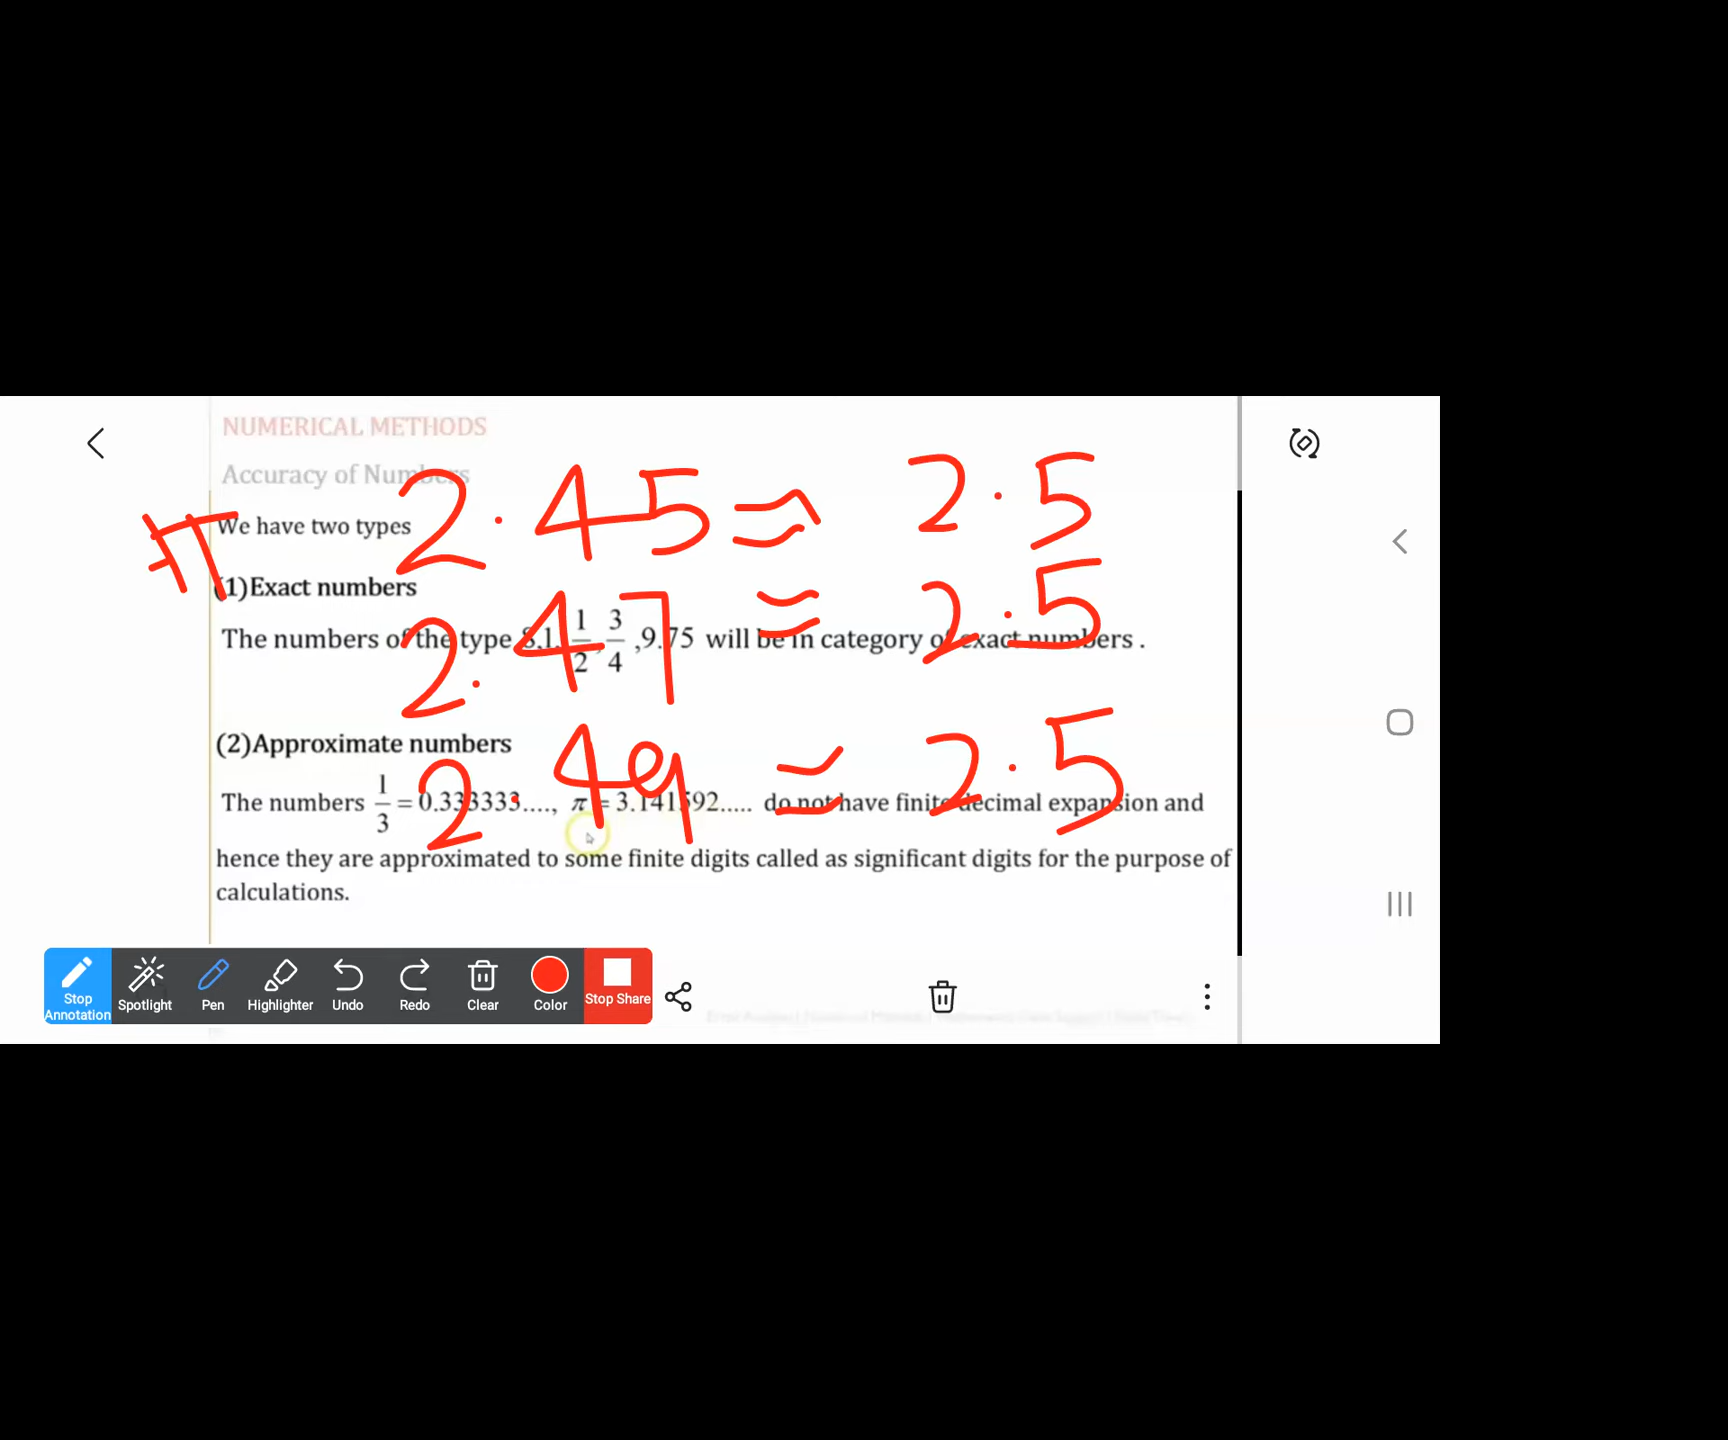 NUMERICAL METHODS
Accuracy of Numbers
2.45 ≈ 2.5
π
We have two types
(1)Exact numbers
2.47 ≈ 2.5
The numbers of the type 8,1, 1/2, 3/4 ,9.75 will be in category of exact numbers .
(2)Approximate numbers
2.49 ≈ 2.5
The numbers 1/3 = 0.333333...., π = 3.141592..... do not have finite decimal expansion and
hence they are approximated to some finite digits called as significant digits for the purpose of
calculations.
Stop Annotation
Spotlight
Pen
Highlighter
Undo
Redo
Clear
Color
Stop Share